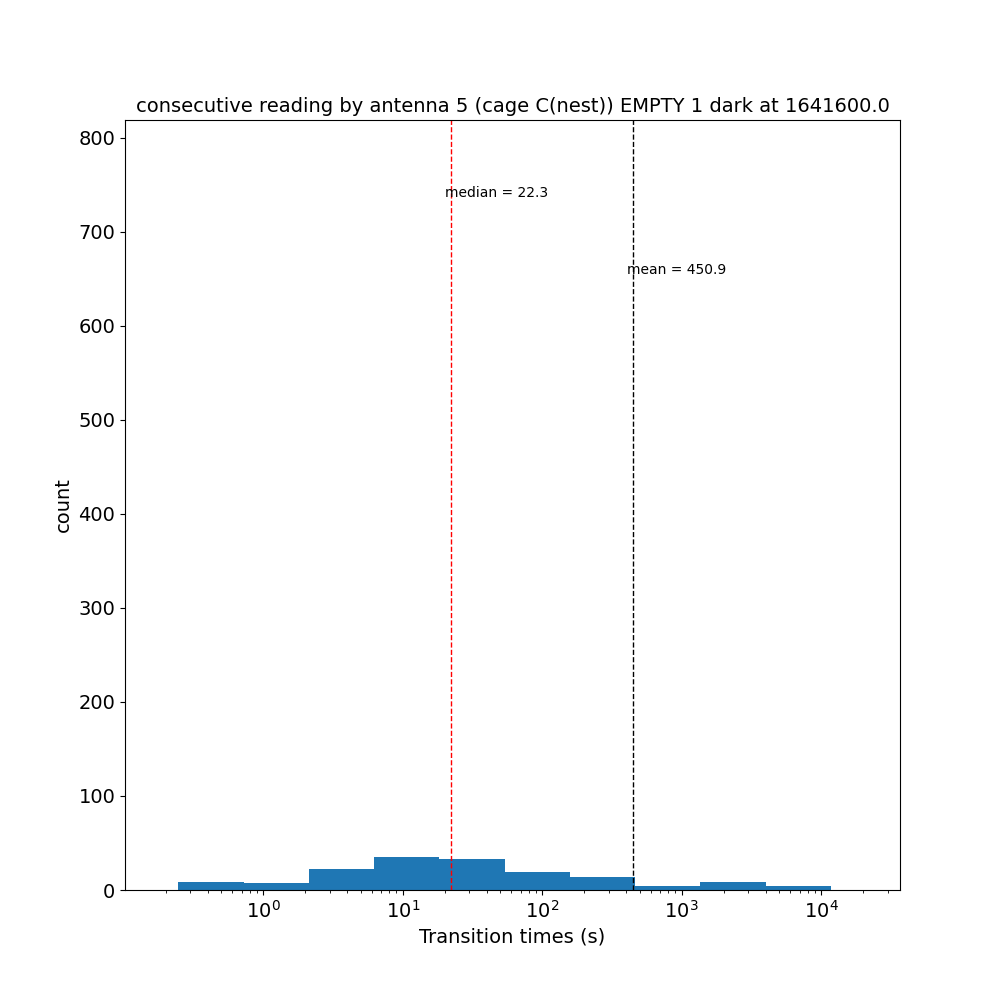 consecutive reading by antenna 5 (cage C(nest)) EMPTY 1 dark at 1641600.0
800
median = 22.3
700
mean = 450.9
600
500
count
400
300
200
100
0
10^0 10^1 10^2 10^3 10^4
Transition times (s)